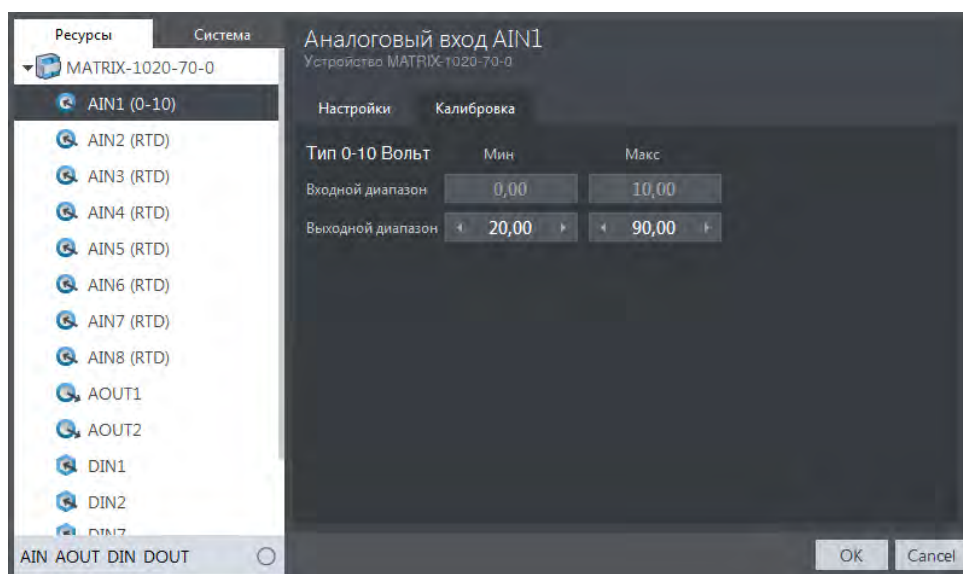 Ресурсы Система
MATRIX-1020-70-0
AIN1 (0-10)
AIN2 (RTD)
AIN3 (RTD)
AIN4 (RTD)
AIN5 (RTD)
AIN6 (RTD)
AIN7 (RTD)
AIN8 (RTD)
AOUT1
AOUT2
DIN1
DIN2
DIN7
AIN AOUT DIN DOUT
Аналоговый вход AIN1
Устройство MATRIX-1020-70-0
Настройки Калибровка
Тип 0-10 Вольт Мин Макс
Входной диапазон 0,00 10,00
Выходной диапазон 20,00 90,00
OK Cancel